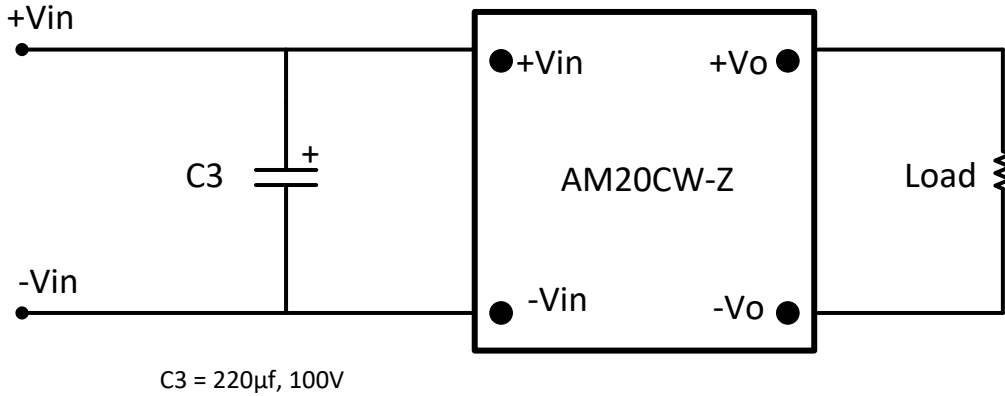 +Vin
+Vin
+Vo
+
C3
AM20CW-Z
Load
-Vin
-Vin
-Vo
C3 = 220µf, 100V